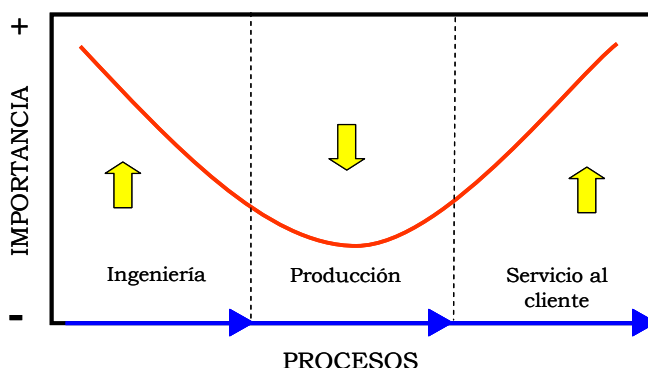 +
IMPORTANCIA
-
Ingeniería
Producción
Servicio al
cliente
PROCESOS